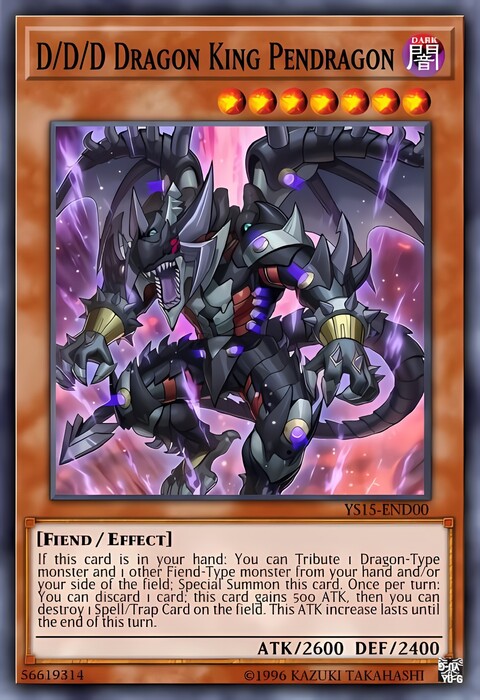 D/D/D DRAGON KING PENDRAGON
DARK
闇
YS15-END00
[FIEND / EFFECT]
If this card is in your hand: You can Tribute 1 Dragon-Type
monster and 1 other Fiend-Type monster from your hand and/or
your side of the field; Special Summon this card. Once per turn:
You can discard 1 card; this card gains 500 ATK, then you can
destroy 1 Spell/Trap Card on the field. This ATK increase lasts until
the end of this turn.
ATK/2600 DEF/2400
56619314
©1996 KAZUKI TAKAHASHI